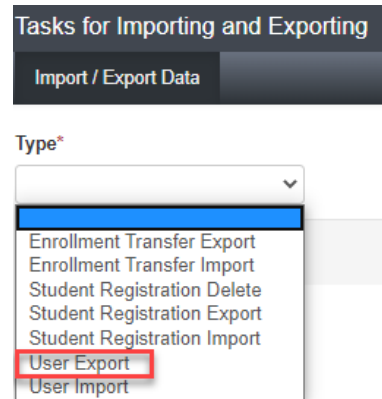 Tasks for Importing and Exporting
Import / Export Data
Type*
Enrollment Transfer Export
Enrollment Transfer Import
Student Registration Delete
Student Registration Export
Student Registration Import
User Export
User Import